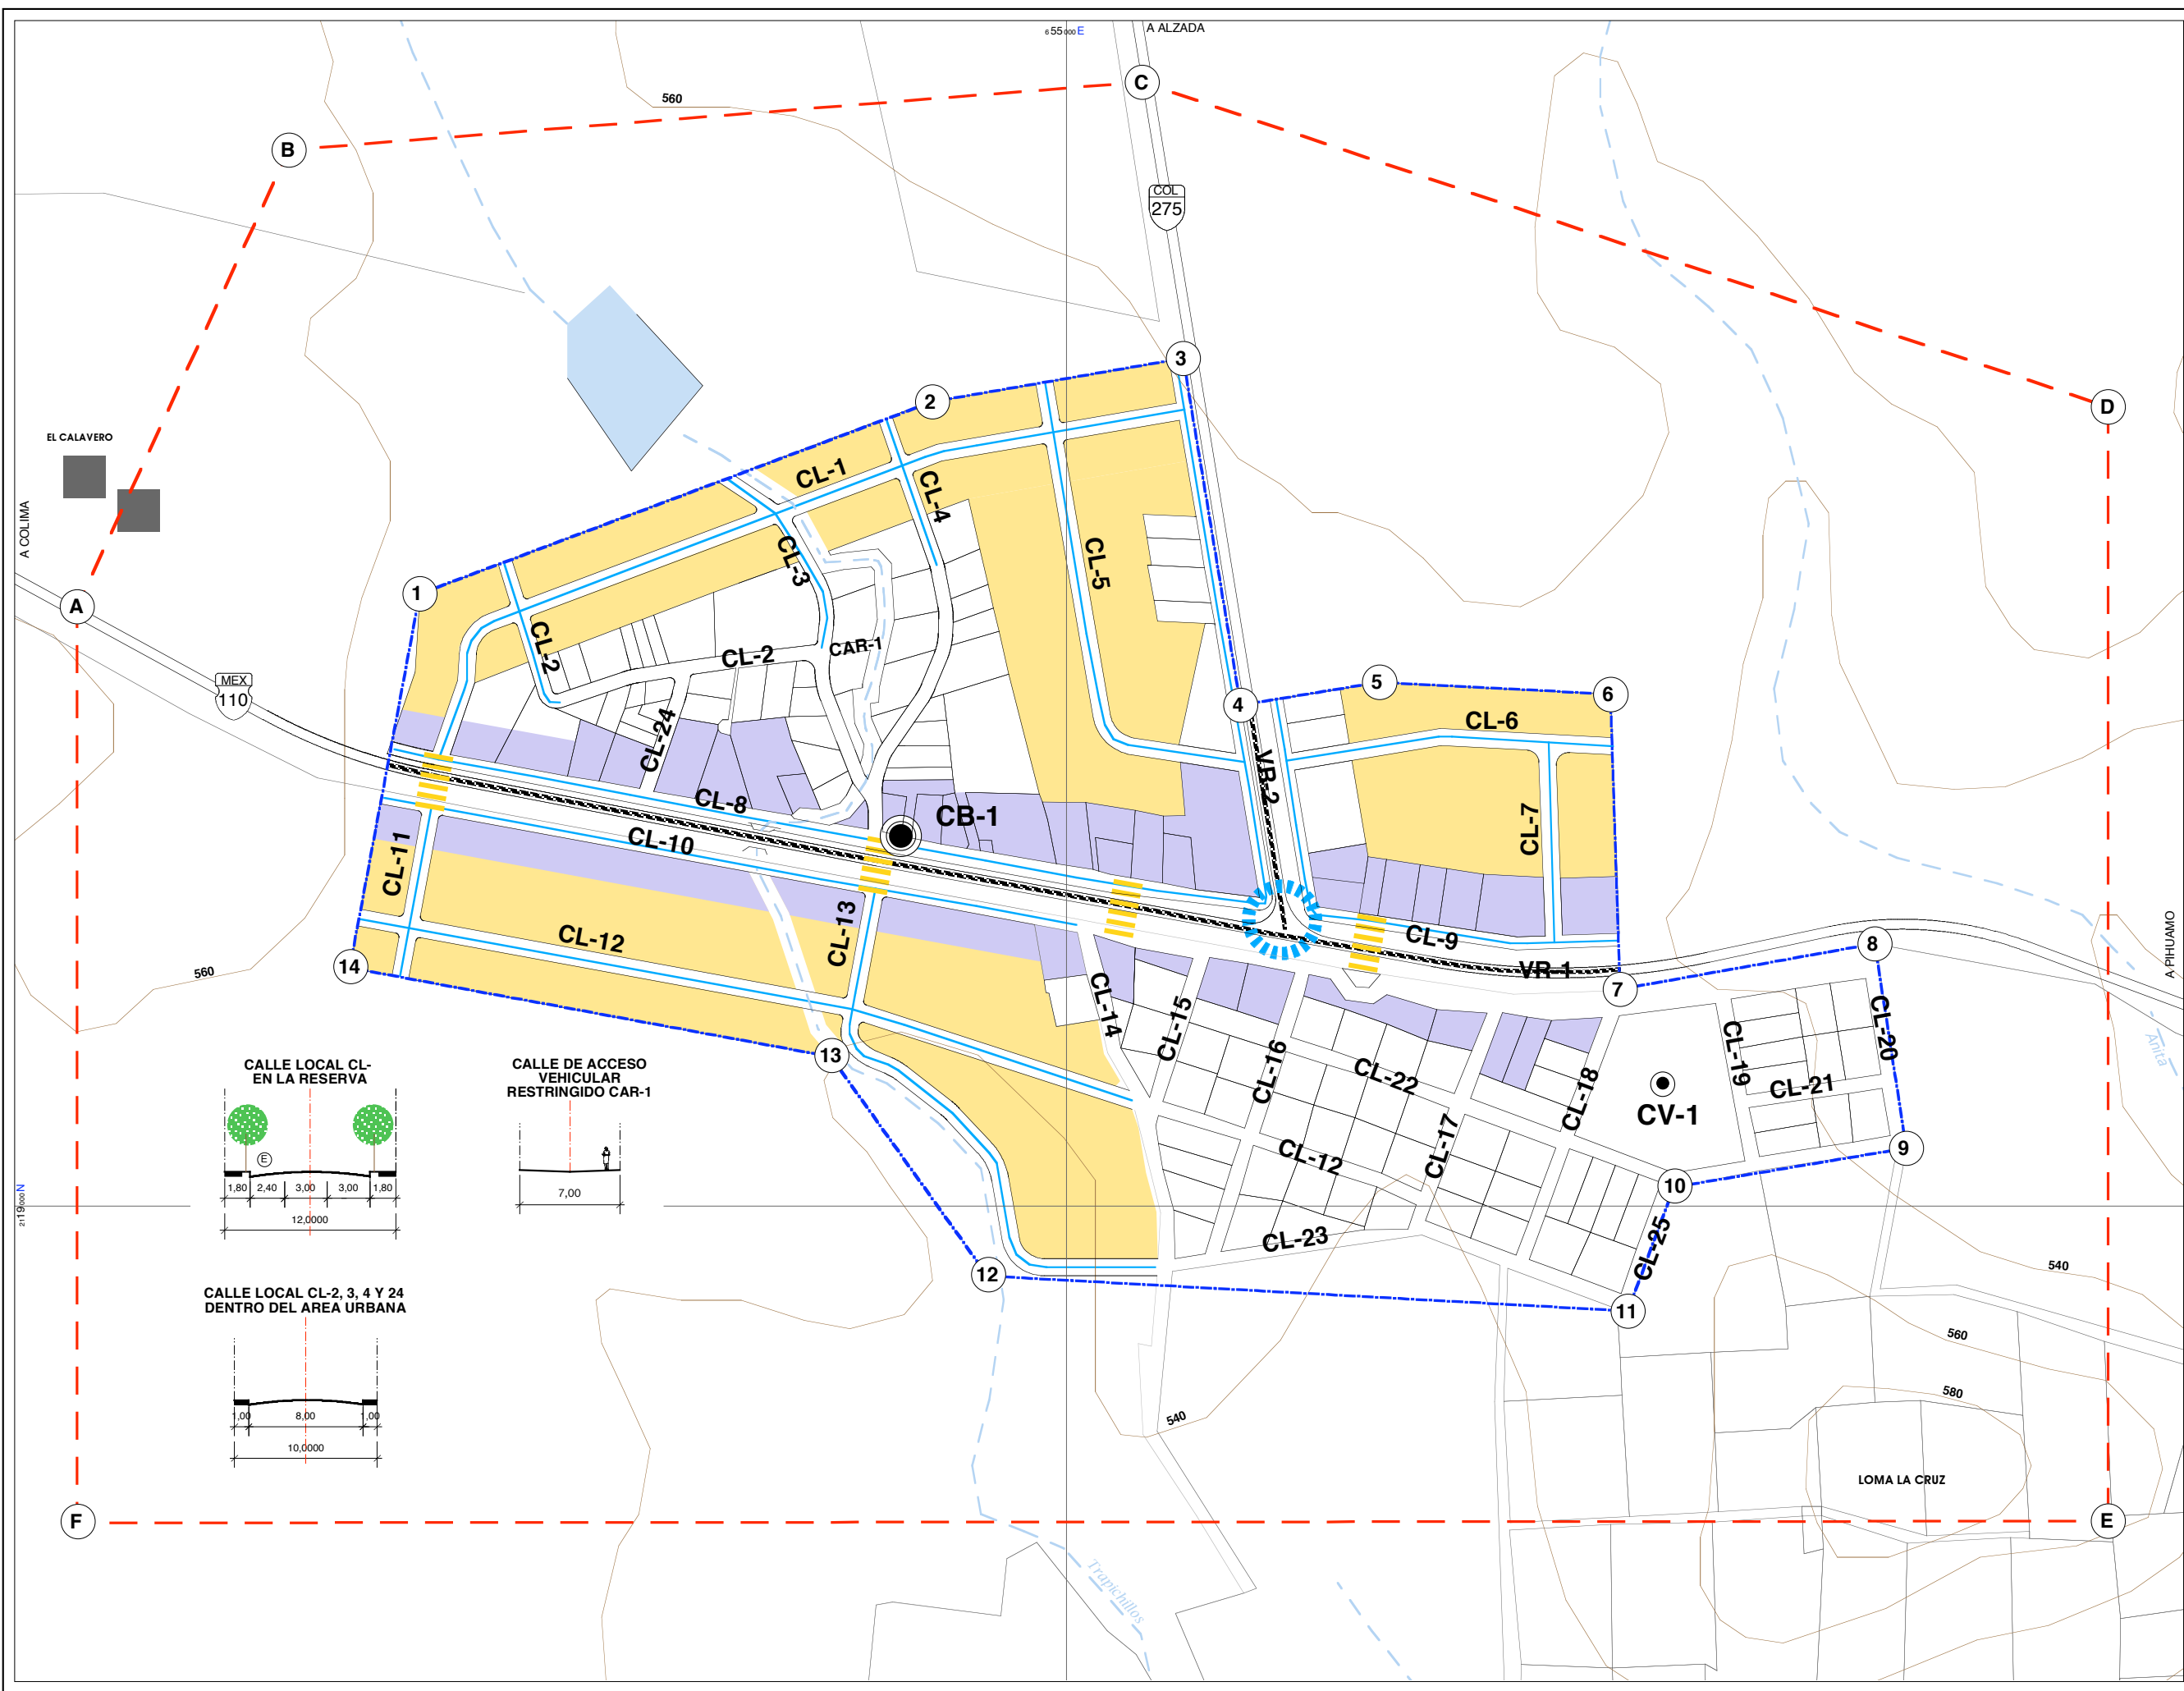 A ALZADA
655000E
C
560
B
COL
275
3
2
D
EL CALAVERO
A COLIMA
CL-1
CL-4
CL-3
CL-5
1
A
CL-2
CL-2
CAR-1
5
6
4
MEX
110
CL-6
CL-24
VR-2
CL-8
CB-1
CL-7
CL-10
CL-11
CL-13
CL-12
CL-9
8
A PIHUAMO
14
560
VR-1
7
CL-14
CL-15
CL-20
CL-19
Anita
13
CL-16
CL-22
CL-18
CL-21
CV-1
CALLE LOCAL CL-
EN LA RESERVA
CALLE DE ACCESO
VEHICULAR
RESTRINGIDO CAR-1
E
1,80
2,40
3,00
3,00
1,80
12,0000
7,00
CL-17
9
CL-12
10
2119000N
CL-23
CL-25
12
540
11
CALLE LOCAL CL-2, 3, 4 Y 24
DENTRO DEL AREA URBANA
560
1,00
8,00
1,00
10,0000
580
540
LOMA LA CRUZ
F
E
Trapichillos